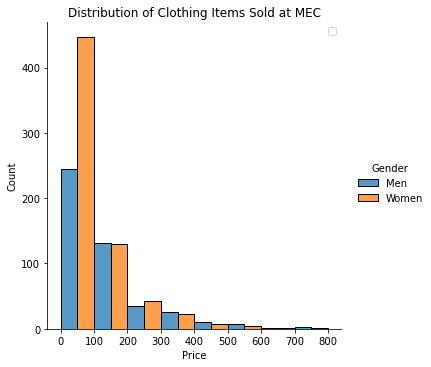 Distribution of Clothing Items Sold at MEC
400
300
200
100
0
Count
0 100 200 300 400 500 600 700 800
Price
Gender
Men
Women